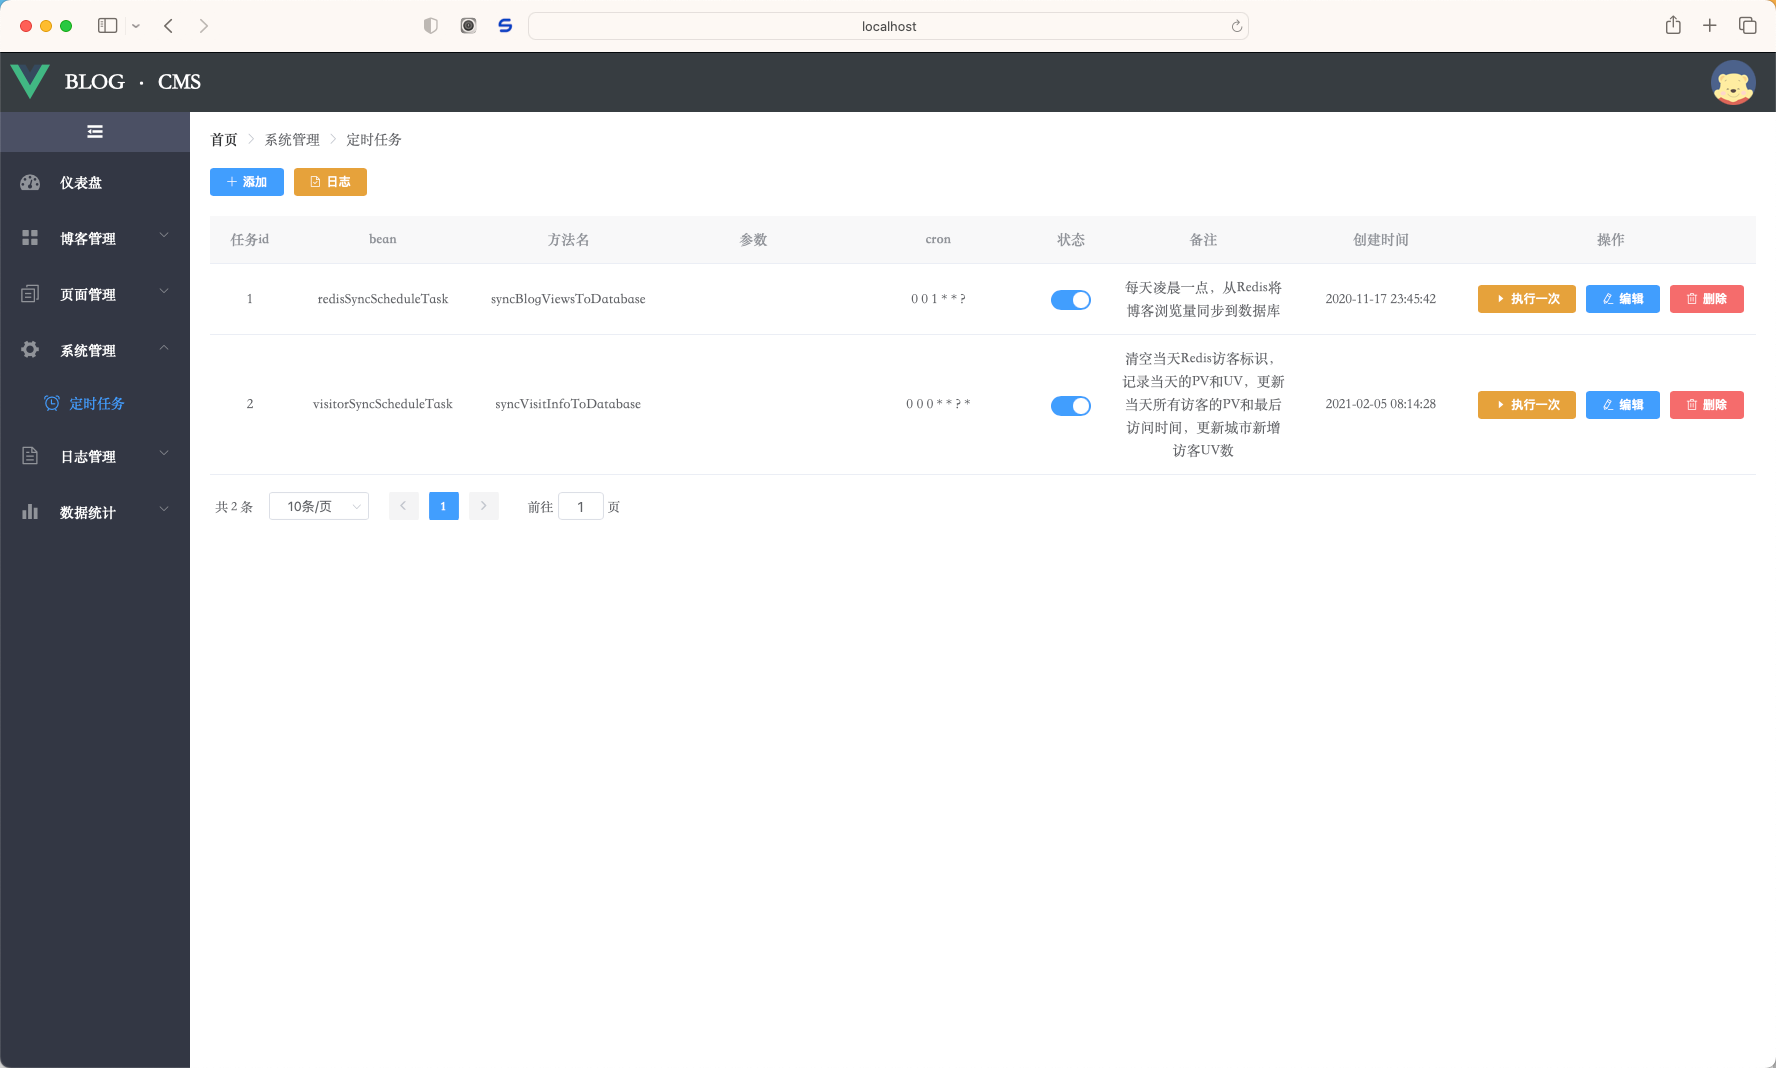 localhost
BLOG · CMS
首页 系统管理 定时任务
添加 日志
仪表盘
博客管理
页面管理
系统管理
定时任务
日志管理
数据统计
任务id bean 方法名 参数 cron 状态 备注 创建时间 操作
1 redisSyncScheduleTask syncBlogViewsToDatabase 0 0 1 * * ? 每天凌晨一点，从Redis将 2020-11-17 23:45:42 执行一次 编辑 删除
博客浏览量同步到数据库
2 visitorSyncScheduleTask syncVisitInfoToDatabase 0 0 0 * * ? * 清空当天Redis访客标识， 2021-02-05 08:14:28 执行一次 编辑 删除
记录当天的PV和UV，更新
当天所有访客的PV和最后
访问时间，更新城市新增
访客UV数
共 2 条 10条/页 1 前往 1 页